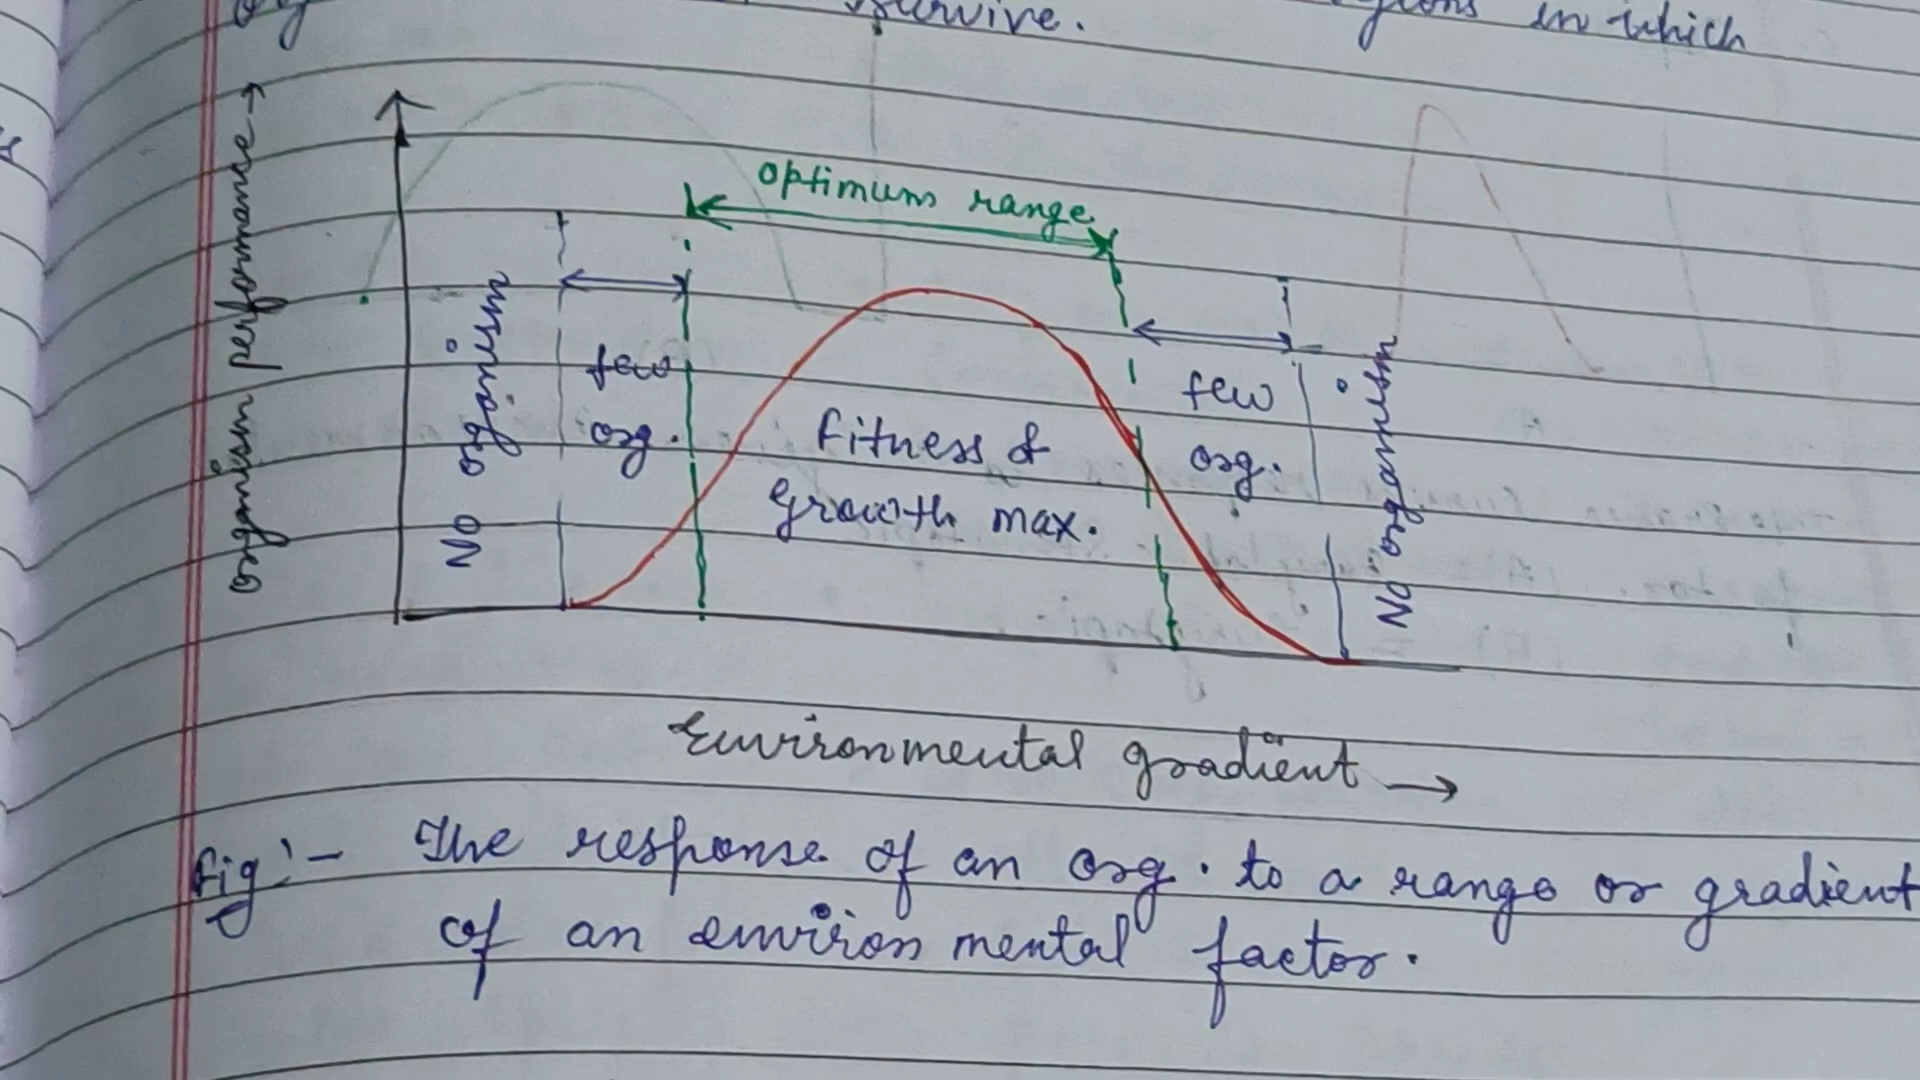 survive.
in which
organism performance →
optimum range
No organism
few
org.
fitness &
growth max.
few
org.
No organism
Environmental gradient →
fig:- The response of an org. to a range or gradient
of an environmental factor.